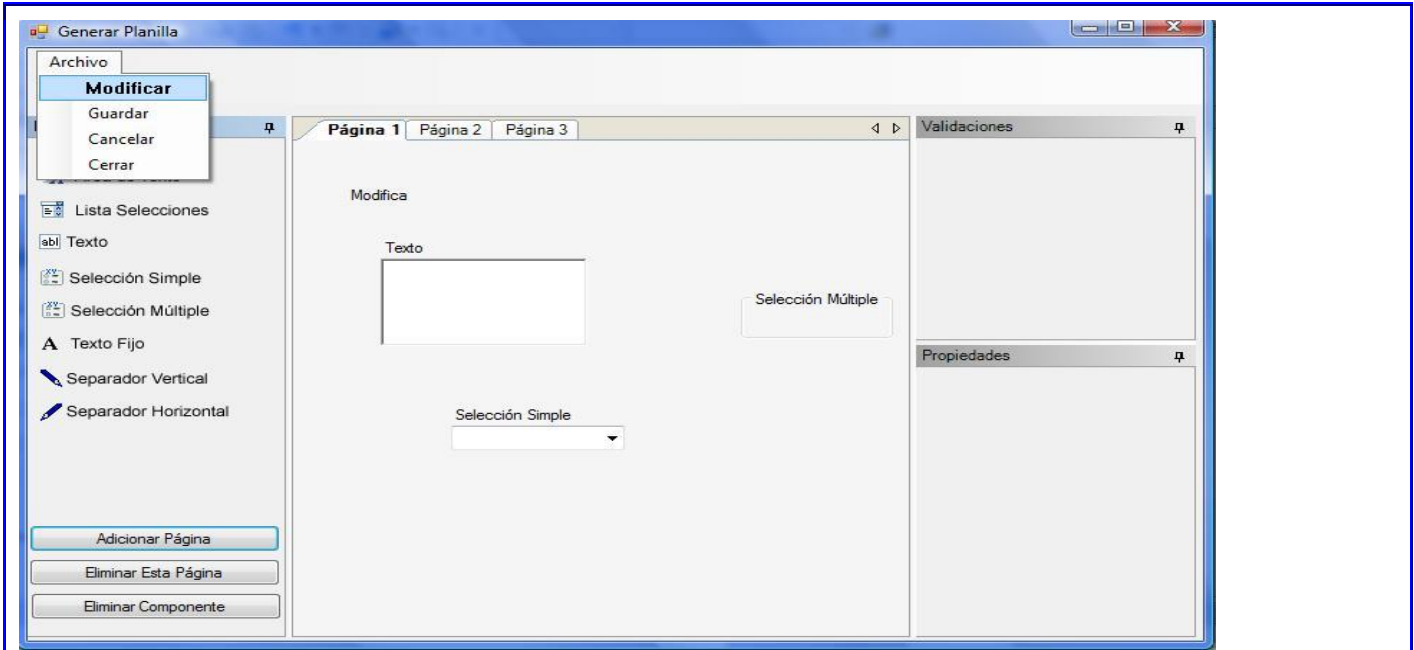 Generar Planilla
Archivo
Modificar
Guardar
Cancelar
Cerrar
Lista Selecciones
abl Texto
Selección Simple
Selección Múltiple
A Texto Fijo
Separador Vertical
Separador Horizontal
Adicionar Página
Eliminar Esta Página
Eliminar Componente
Página 1 Página 2 Página 3
Modifica
Texto
Selección Múltiple
Selección Simple
Validaciones
Propiedades